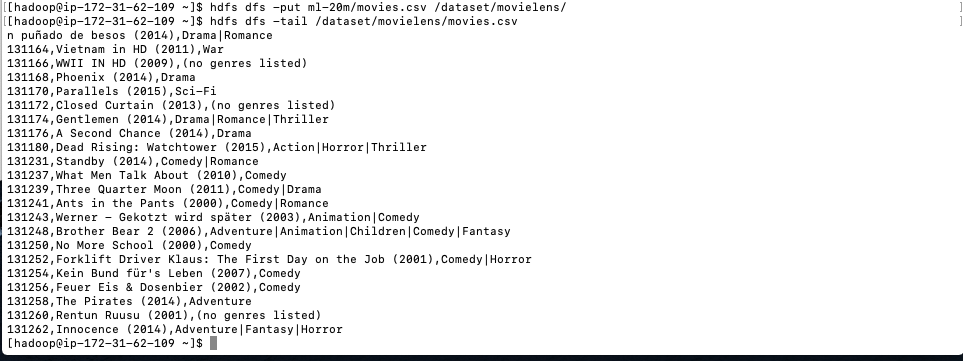 [[hadoop@ip-172-31-62-109 ~]$ hdfs dfs -put ml-20m/movies.csv /dataset/movielens/ ]
[[hadoop@ip-172-31-62-109 ~]$ hdfs dfs -tail /dataset/movielens/movies.csv ]
n puñado de besos (2014),Drama|Romance
131164,Vietnam in HD (2011),War
131166,WWII IN HD (2009),(no genres listed)
131168,Phoenix (2014),Drama
131170,Parallels (2015),Sci-Fi
131172,Closed Curtain (2013),(no genres listed)
131174,Gentlemen (2014),Drama|Romance|Thriller
131176,A Second Chance (2014),Drama
131180,Dead Rising: Watchtower (2015),Action|Horror|Thriller
131231,Standby (2014),Comedy|Romance
131237,What Men Talk About (2010),Comedy
131239,Three Quarter Moon (2011),Comedy|Drama
131241,Ants in the Pants (2000),Comedy|Romance
131243,Werner - Gekotzt wird später (2003),Animation|Comedy
131248,Brother Bear 2 (2006),Adventure|Animation|Children|Comedy|Fantasy
131250,No More School (2000),Comedy
131252,Forklift Driver Klaus: The First Day on the Job (2001),Comedy|Horror
131254,Kein Bund für's Leben (2007),Comedy
131256,Feuer Eis & Dosenbier (2002),Comedy
131258,The Pirates (2014),Adventure
131260,Rentun Ruusu (2001),(no genres listed)
131262,Innocence (2014),Adventure|Fantasy|Horror
[hadoop@ip-172-31-62-109 ~]$